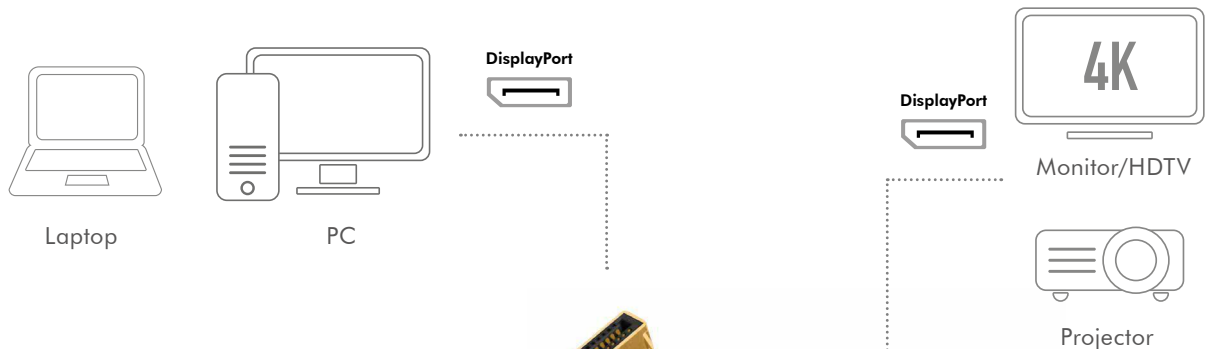 DisplayPort
Laptop
PC
DisplayPort
4K
Monitor/HDTV
Projector